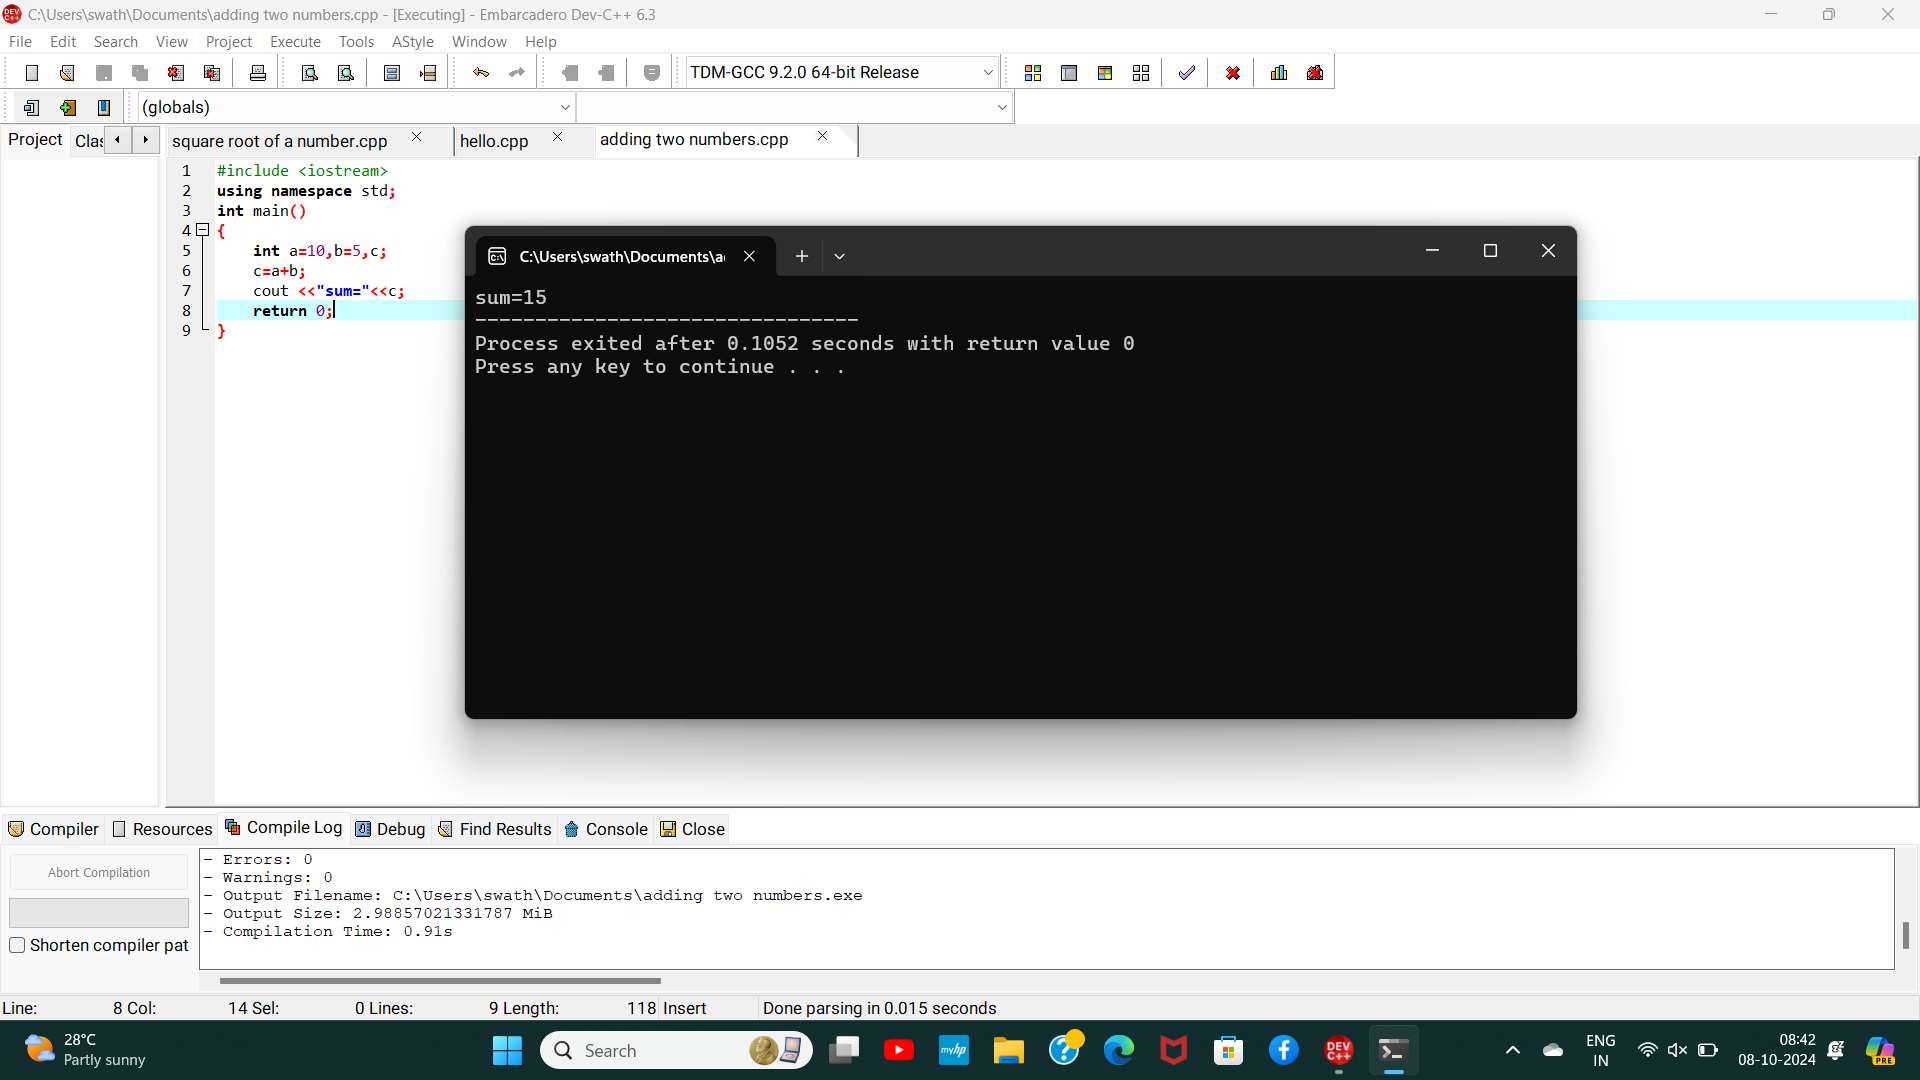 C:\Users\swath\Documents\adding two numbers.cpp - [Executing] - Embarcadero Dev-C++ 6.3
File Edit Search View Project Execute Tools AStyle Window Help
TDM-GCC 9.2.0 64-bit Release
(globals)
Project Clas square root of a number.cpp hello.cpp adding two numbers.cpp
1 #include <iostream>
2 using namespace std;
3 int main()
4 {
5 int a=10,b=5,c;
6 c=a+b;
7 cout <<"sum="<<c;
8 return 0;
9 }
C:\Users\swath\Documents\a
sum=15
--------------------------------
Process exited after 0.1052 seconds with return value 0
Press any key to continue . . .
Compiler Resources Compile Log Debug Find Results Console Close
Abort Compilation
Shorten compiler pat
- Errors: 0
- Warnings: 0
- Output Filename: C:\Users\swath\Documents\adding two numbers.exe
- Output Size: 2.98857021331787 MiB
- Compilation Time: 0.91s
Line: 8 Col: 14 Sel: 0 Lines: 9 Length: 118 Insert Done parsing in 0.015 seconds
28°C
Partly sunny
Search
myhp
DEV C++
ENG
IN
08:42
08-10-2024
PRE